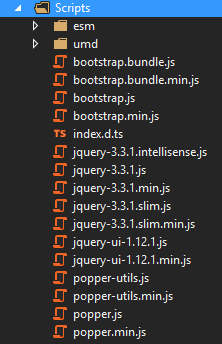 Scripts
esm
umd
bootstrap.bundle.js
bootstrap.bundle.min.js
bootstrap.js
bootstrap.min.js
TS index.d.ts
jquery-3.3.1.intellisense.js
jquery-3.3.1.js
jquery-3.3.1.min.js
jquery-3.3.1.slim.js
jquery-3.3.1.slim.min.js
jquery-ui-1.12.1.js
jquery-ui-1.12.1.min.js
popper-utils.js
popper-utils.min.js
popper.js
popper.min.js